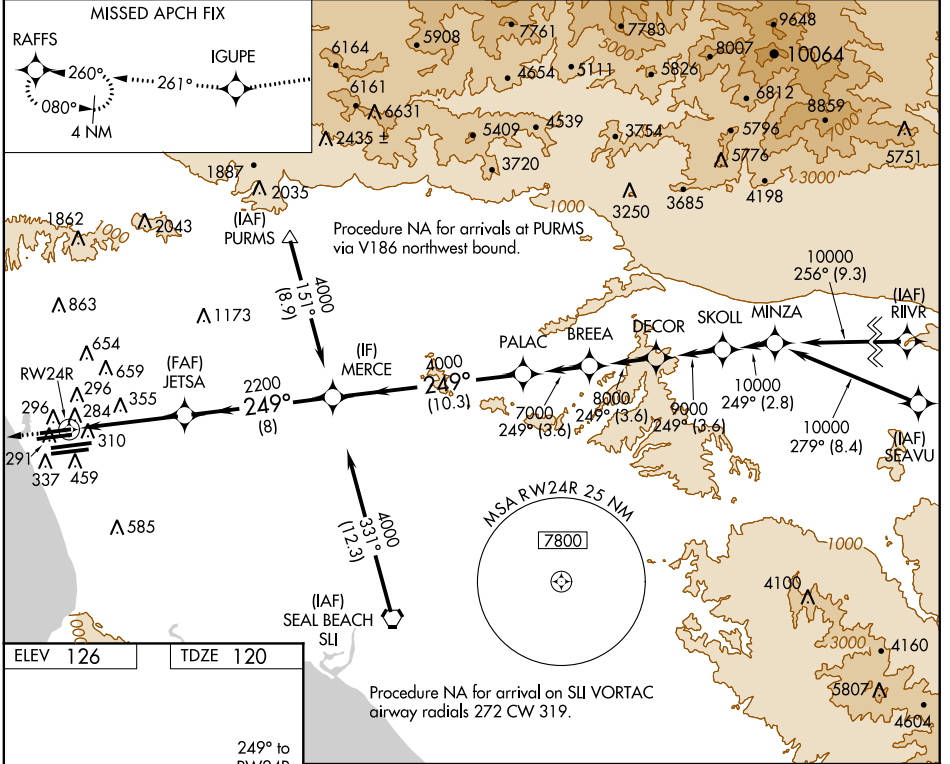 MISSED APCH FIX
RAFFS
IGUPE
260°
261°
080°
4 NM
5908
7761
7783
5000
9648
8007
10064
6164
4654
5111
5826
6161
6631
6812
8859
7000
2435 ±
5409
4539
3754
5796
5776
5751
1887
3720
3000
2035
3250
3685
4198
1000
(IAF)
PURMS
Procedure NA for arrivals at PURMS
via V186 northwest bound.
1862
1000
2043
4000
151°
(8.9)
10000
256° (9.3)
(IAF)
RIIVR
863
1173
654
659
RW24R
296
296
284
355
310
291
337
459
585
(FAF)
JETSA
2200
249°
(8)
(IF)
MERCE
4000
249°
(10.3)
PALAC
BREEA
DECOR
SKOLL
MINZA
7000
249° (3.6)
8000
249° (3.6)
9000
249° (3.6)
10000
249° (2.8)
10000
279° (8.4)
(IAF)
SEAVU
4000
331°
(12.3)
(IAF)
SEAL BEACH
SLI
MSA RW24R 25 NM
7800
1000
4100
3000
4160
5807
4604
Procedure NA for arrival on SLI VORTAC
airway radials 272 CW 319.
1000
ELEV 126
TDZE 120
249° to
RW24R